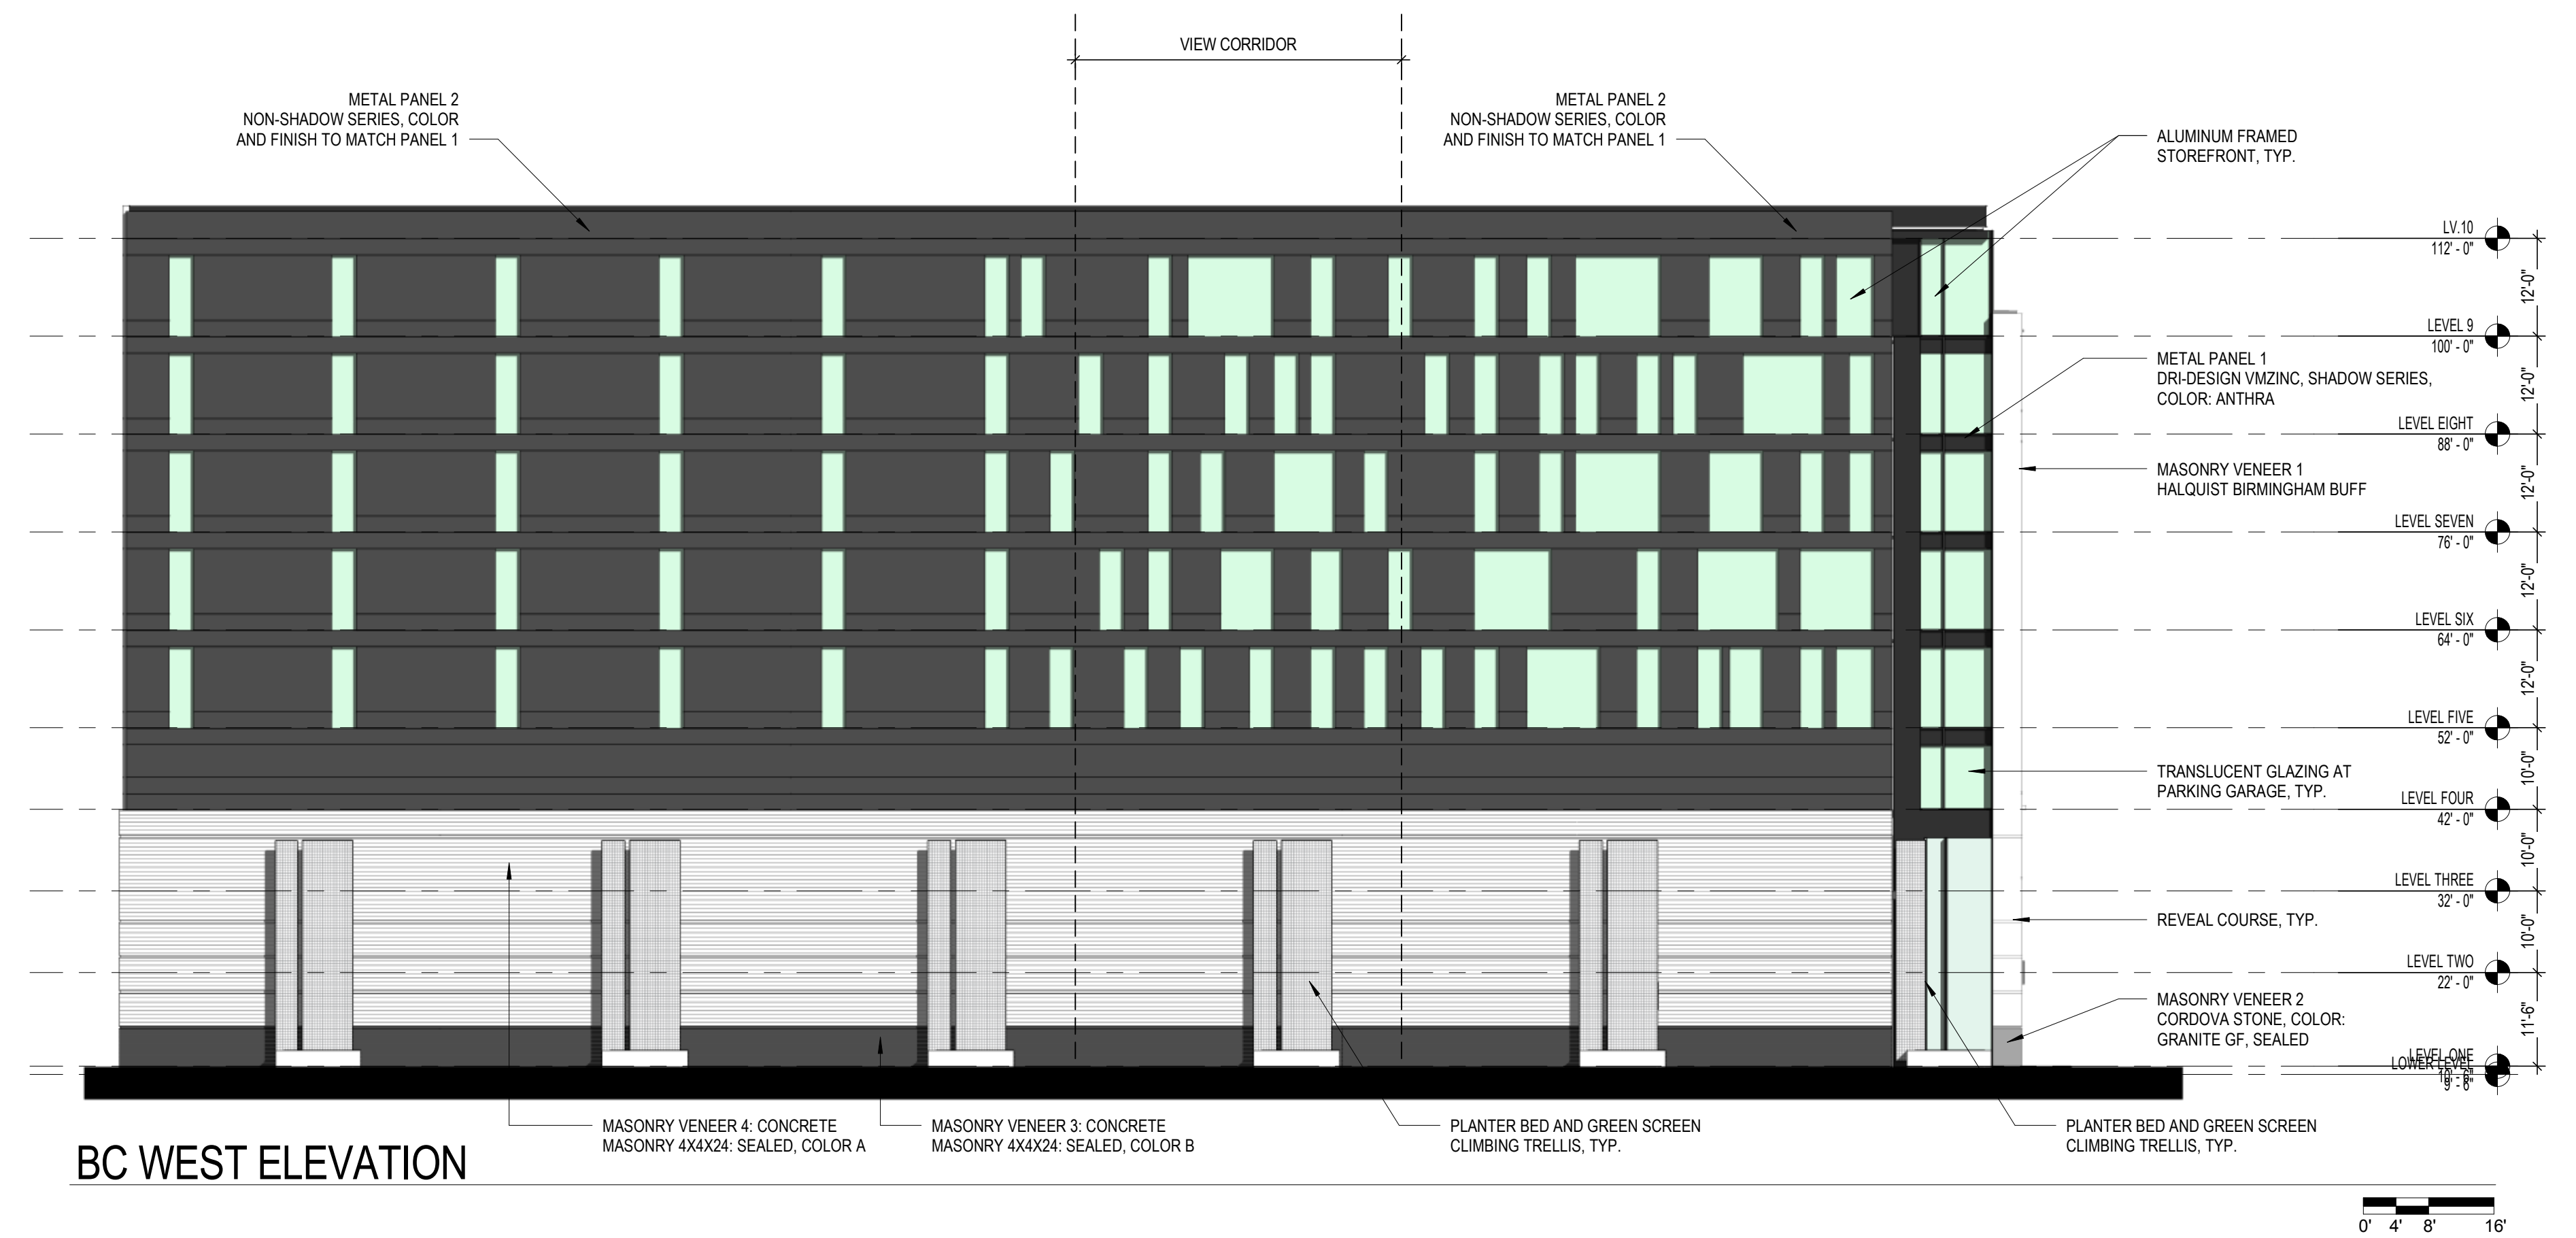 VIEW CORRIDOR
METAL PANEL 2
NON-SHADOW SERIES, COLOR
AND FINISH TO MATCH PANEL 1
METAL PANEL 2
NON-SHADOW SERIES, COLOR
AND FINISH TO MATCH PANEL 1
ALUMINUM FRAMED
STOREFRONT, TYP.
LV.10
112' - 0"
12'-0"
LEVEL 9
100' - 0"
METAL PANEL 1
DRI-DESIGN VMZINC, SHADOW SERIES,
COLOR: ANTHRA
12'-0"
LEVEL EIGHT
88' - 0"
MASONRY VENEER 1
HALQUIST BIRMINGHAM BUFF
12'-0"
LEVEL SEVEN
76' - 0"
12'-0"
LEVEL SIX
64' - 0"
12'-0"
LEVEL FIVE
52' - 0"
TRANSLUCENT GLAZING AT
PARKING GARAGE, TYP.
10'-0"
LEVEL FOUR
42' - 0"
10'-0"
LEVEL THREE
32' - 0"
REVEAL COURSE, TYP.
10'-0"
LEVEL TWO
22' - 0"
MASONRY VENEER 2
CORDOVA STONE, COLOR:
GRANITE GF, SEALED
11'-6"
LEVEL ONE
LOWER LEVEL
10' - 6"
9' - 6"
MASONRY VENEER 4: CONCRETE
MASONRY 4X4X24: SEALED, COLOR A
MASONRY VENEER 3: CONCRETE
MASONRY 4X4X24: SEALED, COLOR B
PLANTER BED AND GREEN SCREEN
CLIMBING TRELLIS, TYP.
PLANTER BED AND GREEN SCREEN
CLIMBING TRELLIS, TYP.
BC WEST ELEVATION
0' 4' 8' 16'